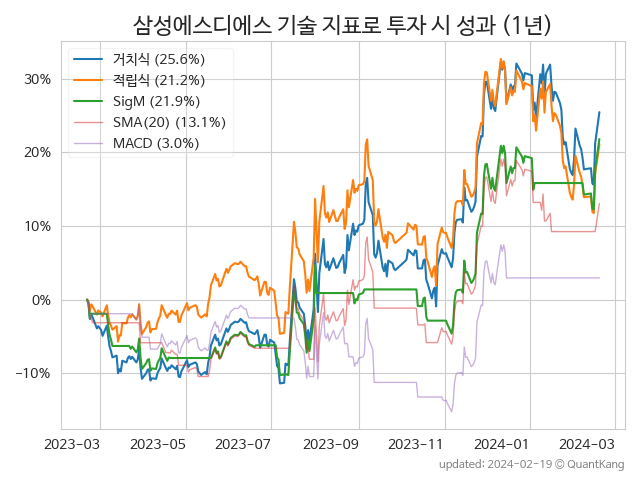 삼성에스디에스 기술 지표로 투자 시 성과 (1년)
거치식 (25.6%)
적립식 (21.2%)
SigM (21.9%)
SMA(20) (13.1%)
MACD (3.0%)
30%
20%
10%
0%
−10%
2023-03 2023-05 2023-07 2023-09 2023-11 2024-01 2024-03
updated: 2024-02-19 © QuantKang